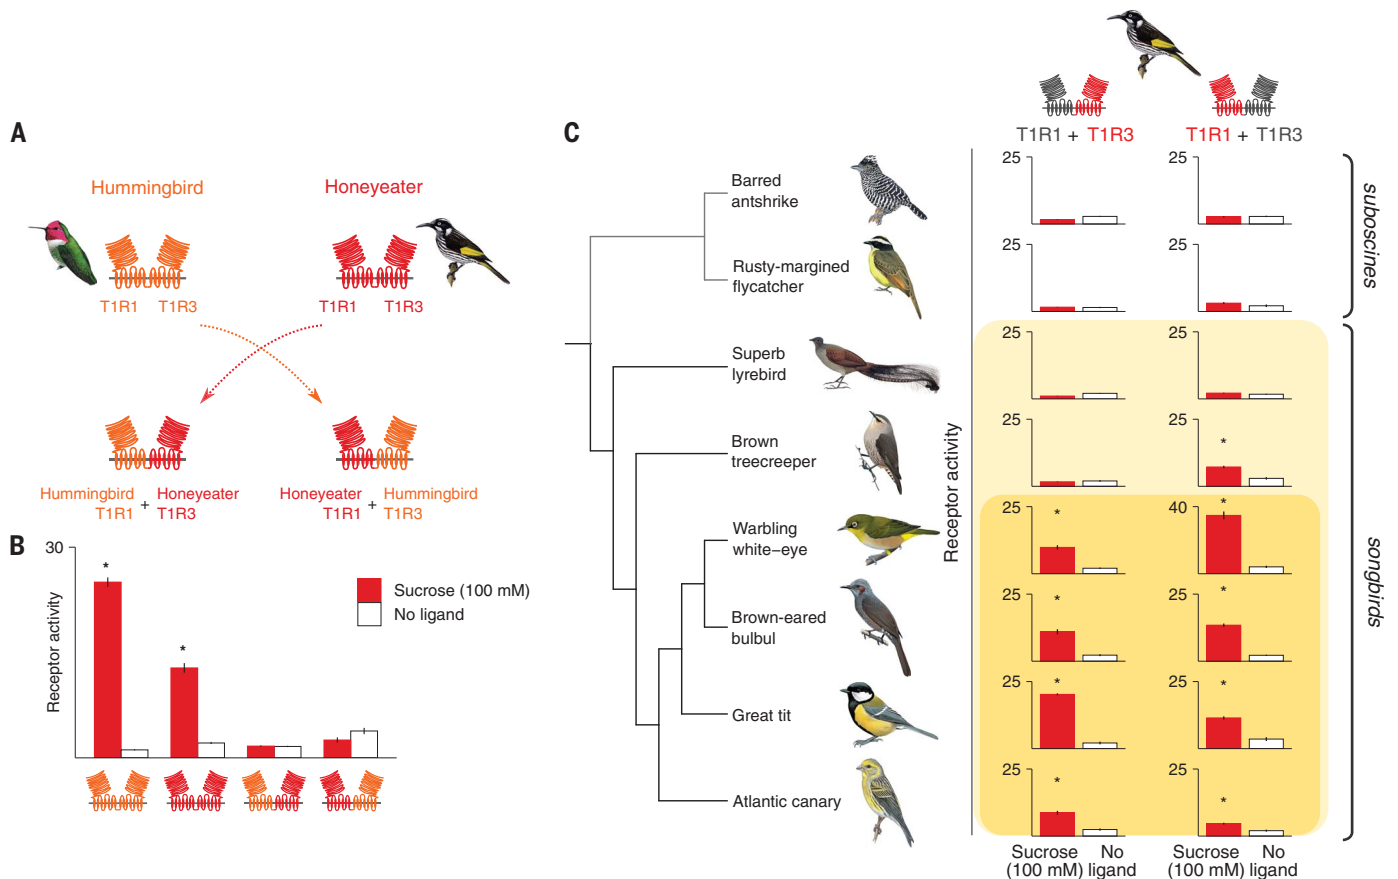 A
Hummingbird
Honeyeater
T1R1 T1R3
T1R1 T1R3
Hummingbird T1R1 + Honeyeater T1R3
Honeyeater T1R1 + Hummingbird T1R3
B
30
Receptor activity
*
*
Sucrose (100 mM)
No ligand
C
T1R1 + T1R3
T1R1 + T1R3
Receptor activity
Barred
antshrike
25
25
Rusty-margined
flycatcher
25
25
suboscines
Superb
lyrebird
25
25
Brown
treecreeper
25
25
*
Warbling
white–eye
25
*
40
*
Brown-eared
bulbul
25
*
25
*
Great tit
25
*
25
*
Atlantic canary
25
*
25
*
songbirds
Sucrose No
(100 mM) ligand
Sucrose No
(100 mM) ligand